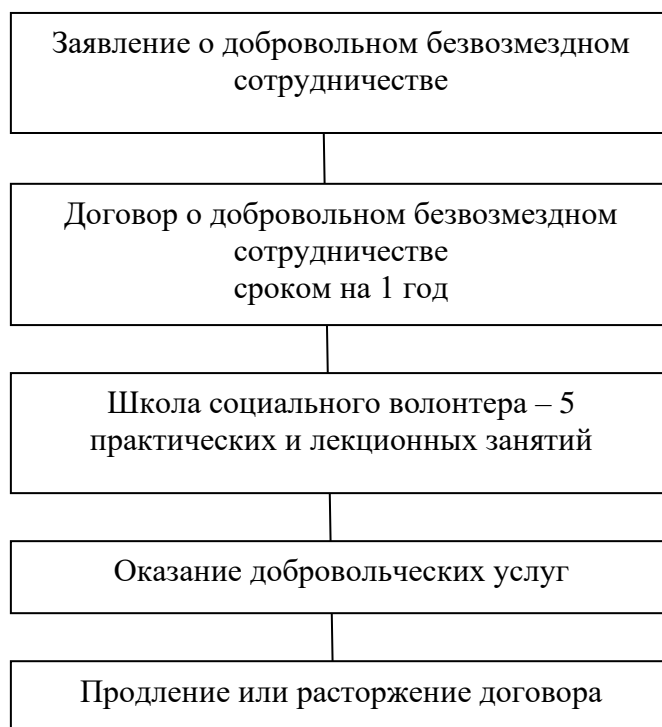 Заявление о добровольном безвозмездном
сотрудничестве
Договор о добровольном безвозмездном
сотрудничестве
сроком на 1 год
Школа социального волонтера – 5
практических и лекционных занятий
Оказание добровольческих услуг
Продление или расторжение договора